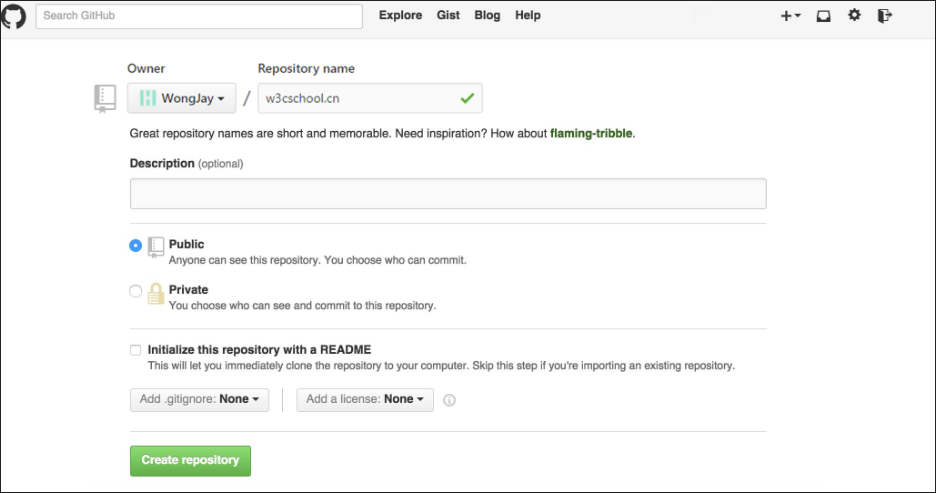 Search GitHub Explore Gist Blog Help
Owner Repository name
WongJay / w3cschool.cn
Great repository names are short and memorable. Need inspiration? How about flaming-tribble.
Description (optional)
Public
Anyone can see this repository. You choose who can commit.
Private
You choose who can see and commit to this repository.
Initialize this repository with a README
This will let you immediately clone the repository to your computer. Skip this step if you're importing an existing repository.
Add .gitignore: None Add a license: None
Create repository